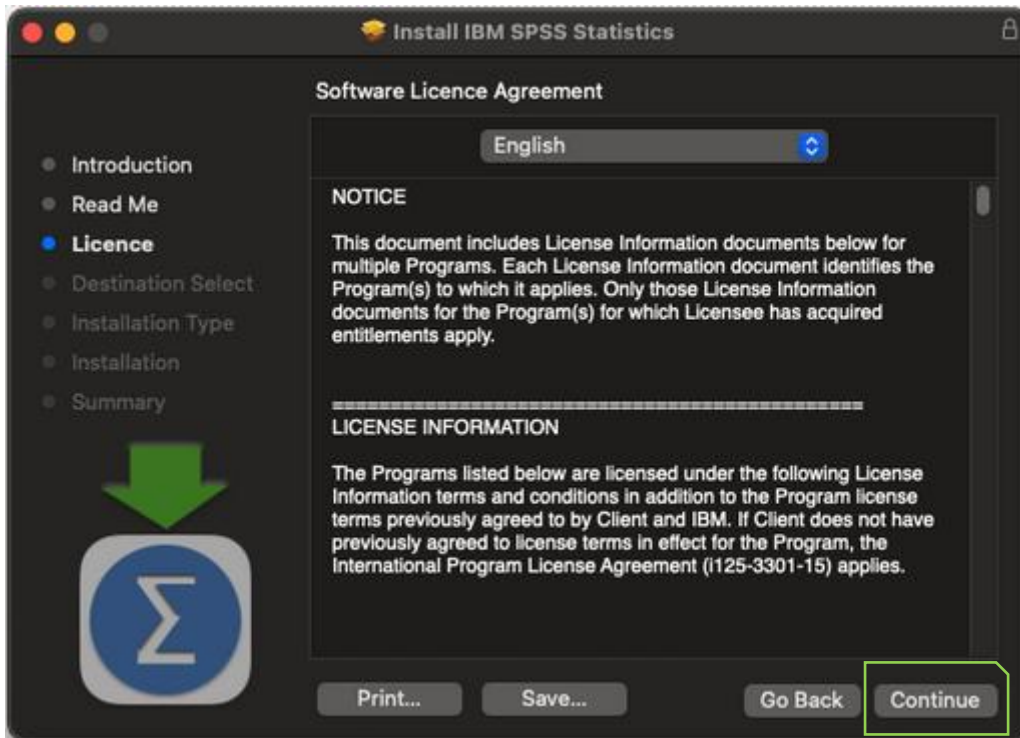 Install IBM SPSS Statistics
Software Licence Agreement
English
Introduction
Read Me
Licence
Destination Select
Installation Type
Installation
Summary
NOTICE
This document includes License Information documents below for
multiple Programs. Each License Information document identifies the
Program(s) to which it applies. Only those License Information
documents for the Program(s) for which Licensee has acquired
entitlements apply.
==============================================
LICENSE INFORMATION
The Programs listed below are licensed under the following License
Information terms and conditions in addition to the Program license
terms previously agreed to by Client and IBM. If Client does not have
previously agreed to license terms in effect for the Program, the
International Program License Agreement (i125-3301-15) applies.
Σ
Print...
Save...
Go Back
Continue